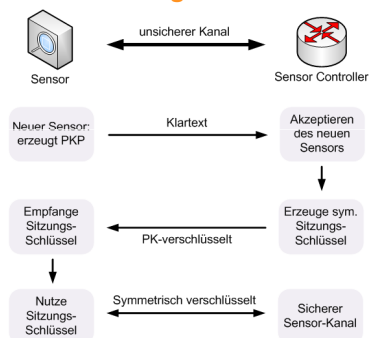 unsicherer Kanal
Sensor
Sensor Controller
Neuer Sensor:
erzeugt PKP
Klartext
Akzeptieren
des neuen
Sensors
Empfange
Sitzungs-
Schlüssel
PK-verschlüsselt
Erzeuge sym.
Sitzungs-
Schlüssel
Nutze
Sitzungs-
Schlüssel
Symmetrisch verschlüsselt
Sicherer
Sensor-Kanal